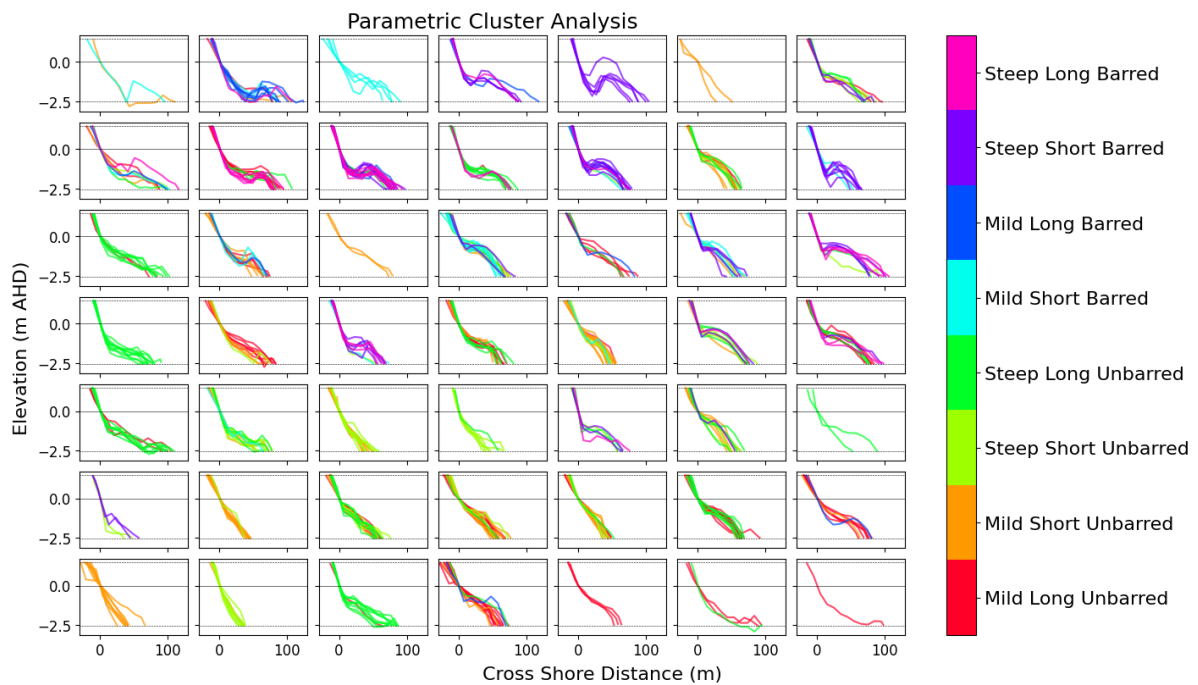 Parametric Cluster Analysis
Elevation (m AHD)
0.0
−2.5
0.0
−2.5
0.0
−2.5
0.0
−2.5
0.0
−2.5
0.0
−2.5
0.0
−2.5
0 100 0 100 0 100 0 100 0 100 0 100 0 100
Cross Shore Distance (m)
Steep Long Barred
Steep Short Barred
Mild Long Barred
Mild Short Barred
Steep Long Unbarred
Steep Short Unbarred
Mild Short Unbarred
Mild Long Unbarred